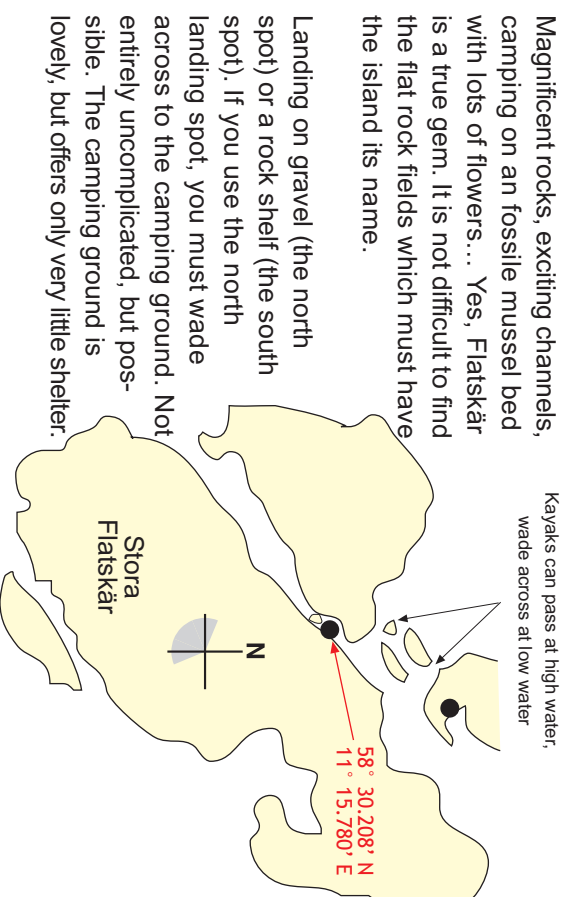 Magnificent rocks, exciting channels,
camping on an fossile mussel bed
with lots of flowers… Yes, Flatskär
is a true gem. It is not difficult to find
the flat rock fields which must have
the island its name.
Landing on gravel (the north
spot) or a rock shelf (the south
spot). If you use the north
landing spot, you must wade
across to the camping ground. Not
entirely uncomplicated, but pos-
sible. The camping ground is
lovely, but offers only very little shelter.
Kayaks can pass at high water,
wade across at low water
58° 30.208' N
11° 15.780' E
N
Stora
Flatskär